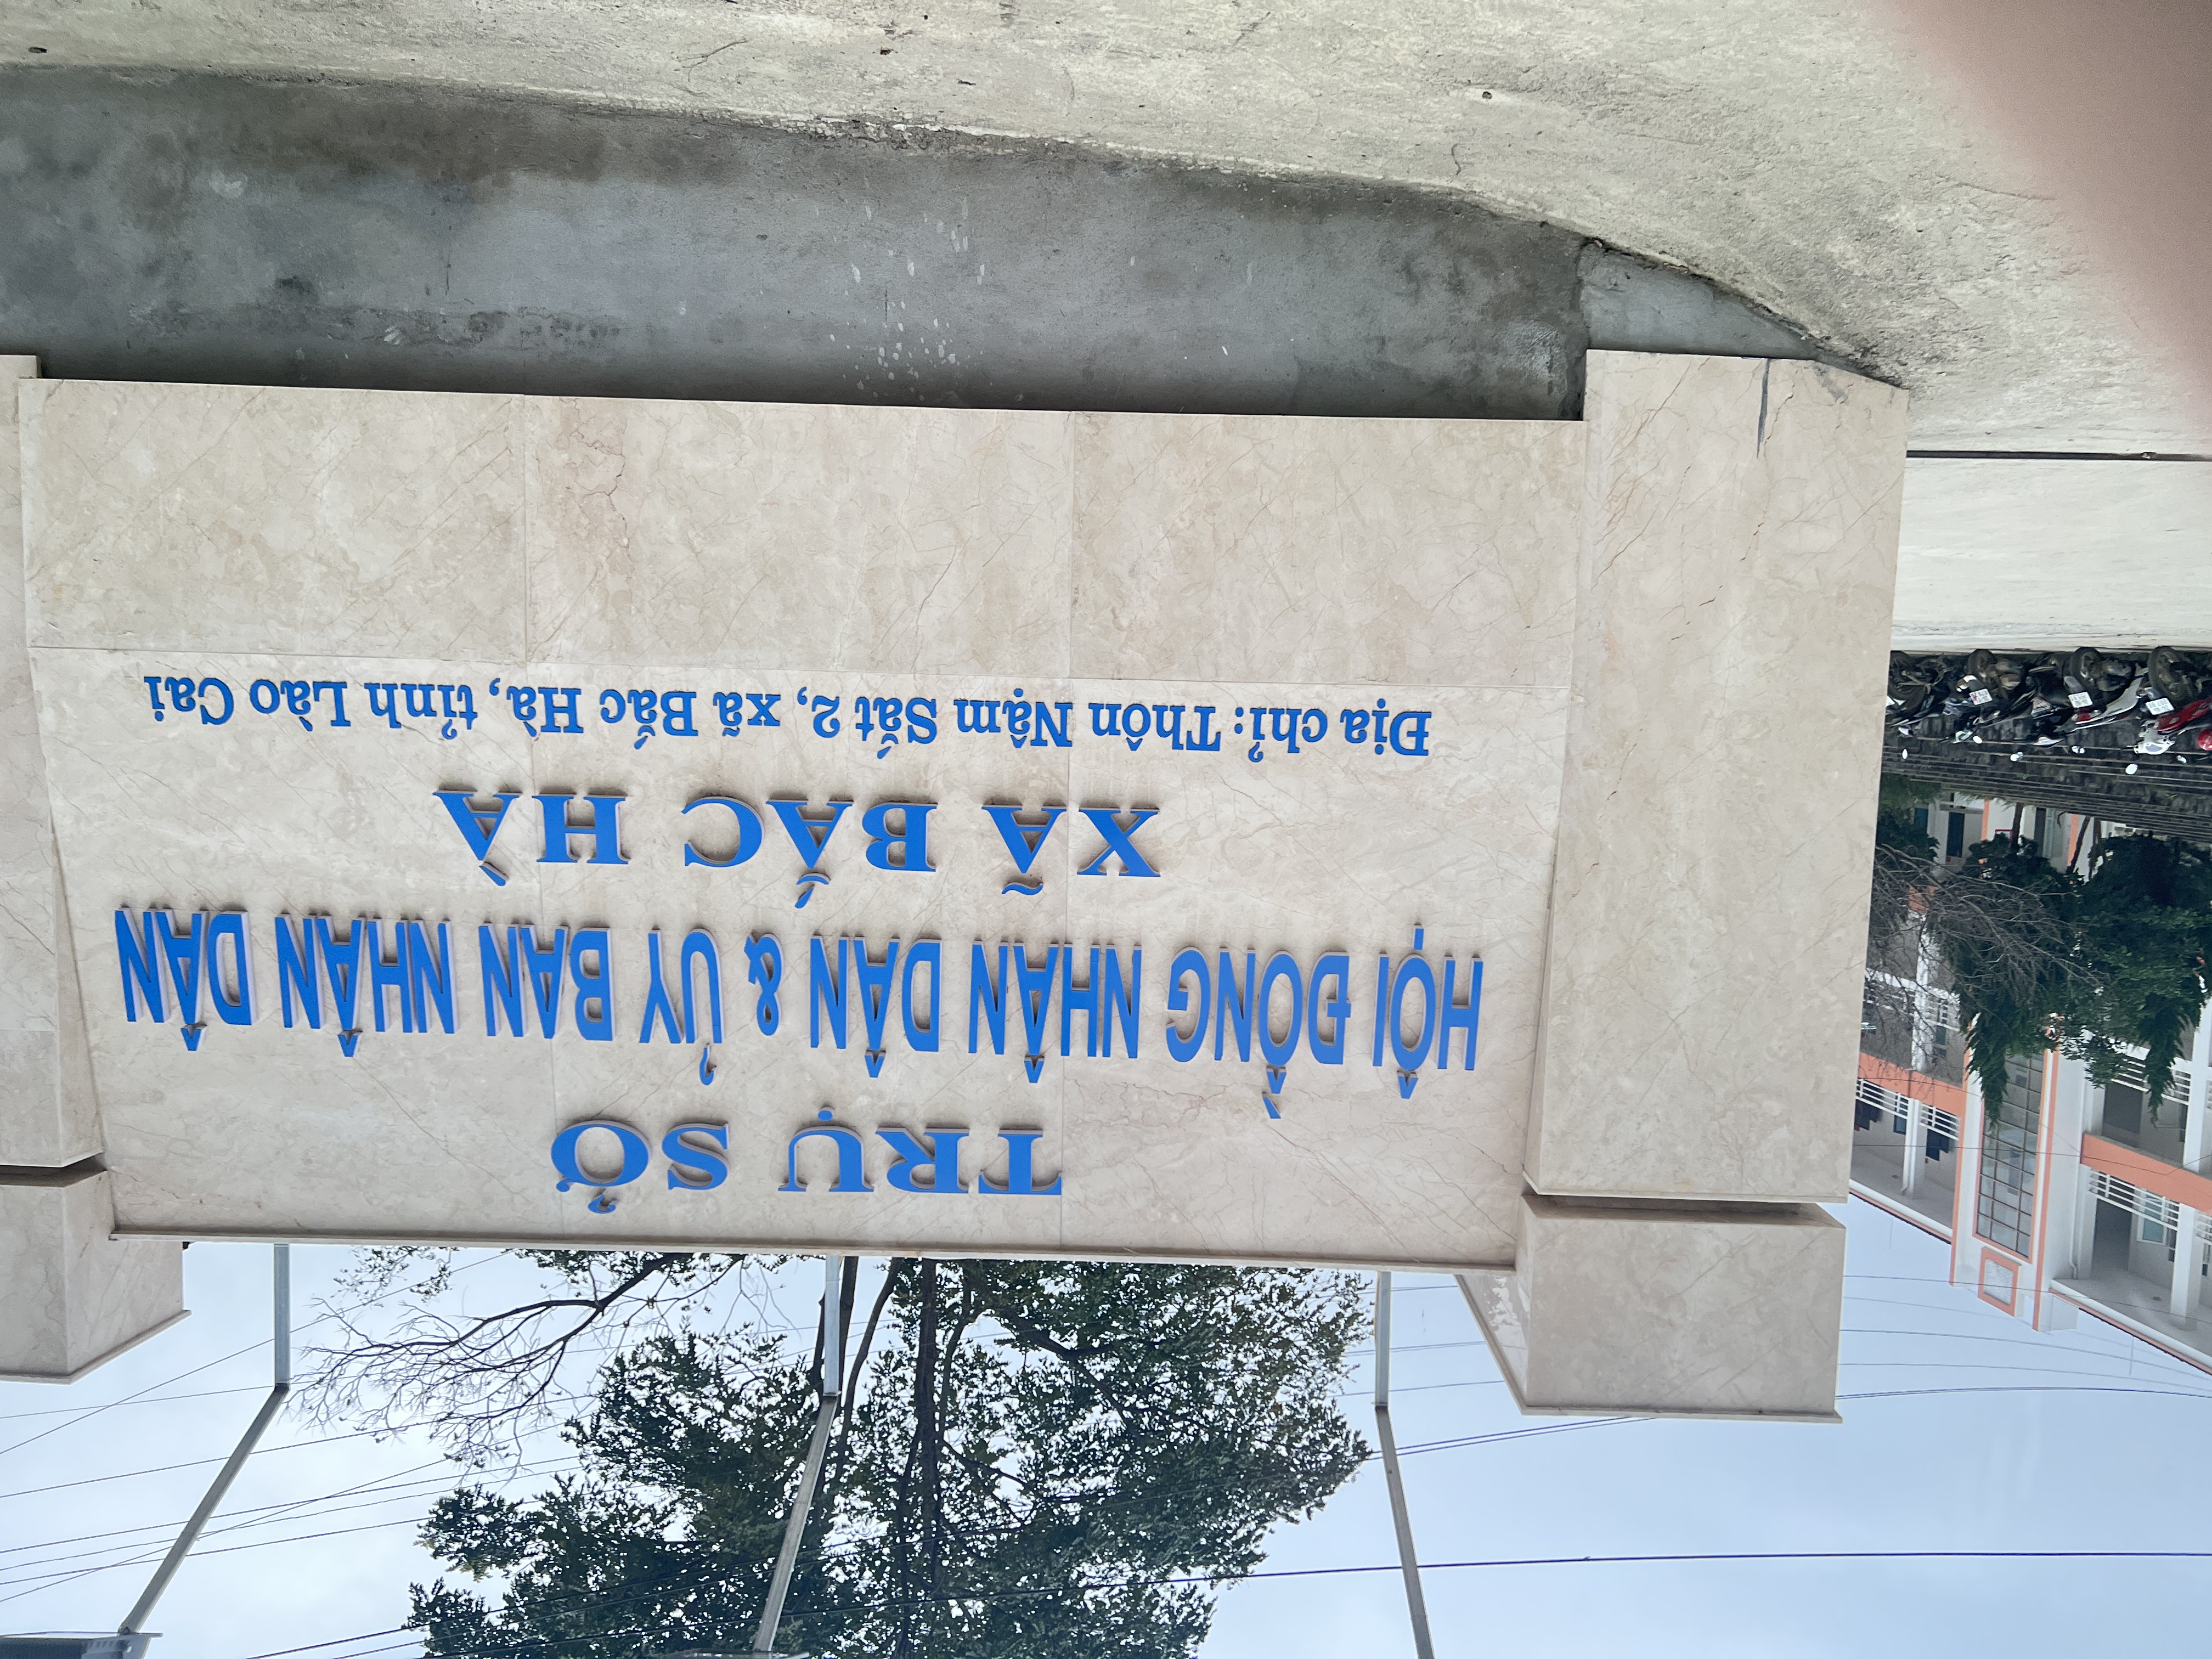 TRỤ SỞ
HỘI ĐỒNG NHÂN DÂN & ỦY BAN NHÂN DÂN
XÃ BẮC HÀ
Địa chỉ: Thôn Nậm Sắt 2, xã Bắc Hà, tỉnh Lào Cai